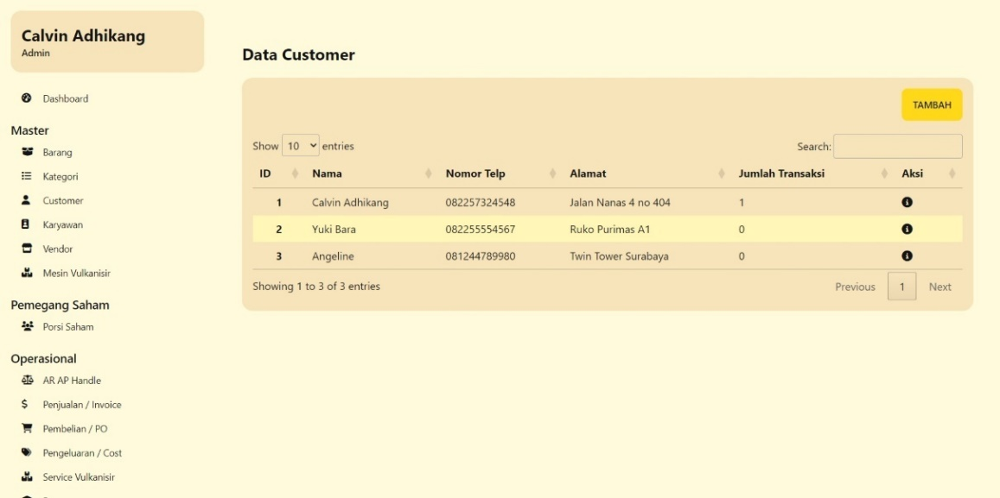 Calvin Adhikang
Admin
Dashboard
Master
Barang
Kategori
Customer
Karyawan
Vendor
Mesin Vulkanisir
Pemegang Saham
Porsi Saham
Operasional
AR AP Handle
Penjualan / Invoice
Pembelian / PO
Pengeluaran / Cost
Service Vulkanisir
Data Customer
TAMBAH
Show 10 entries Search:
ID Nama Nomor Telp Alamat Jumlah Transaksi Aksi
1 Calvin Adhikang 082257324548 Jalan Nanas 4 no 404 1
2 Yuki Bara 082255554567 Ruko Purimas A1 0
3 Angeline 081244789980 Twin Tower Surabaya 0
Showing 1 to 3 of 3 entries Previous 1 Next